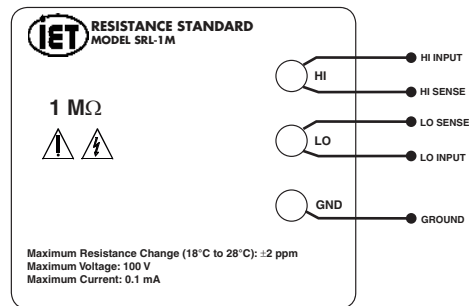 IET
RESISTANCE STANDARD
MODEL SRL-1M
1 MΩ
HI
HI INPUT
HI SENSE
LO
LO SENSE
LO INPUT
GND
GROUND
Maximum Resistance Change (18°C to 28°C): ±2 ppm
Maximum Voltage: 100 V
Maximum Current: 0.1 mA